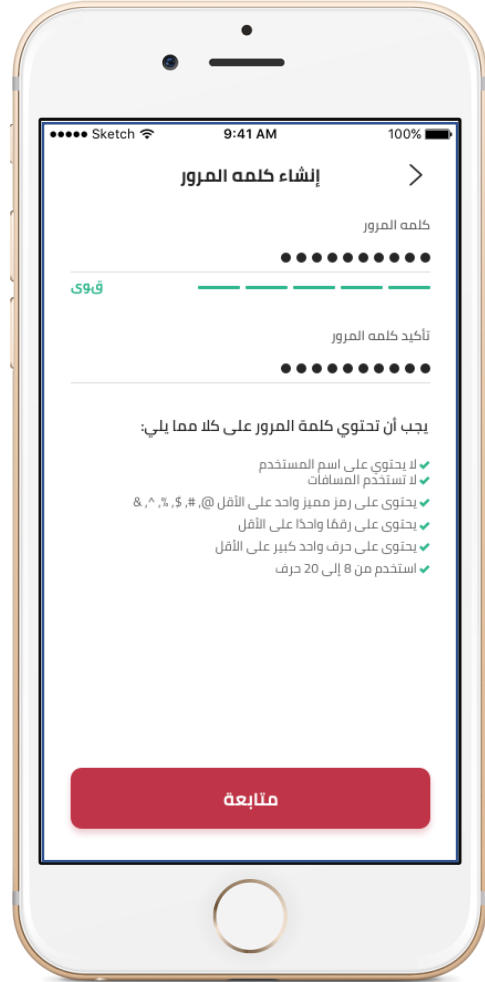 ●●●●● Sketch 9:41 AM 100%
إنشاء كلمه المرور
كلمه المرور
●●●●●●●●●●
قوى
تأكيد كلمه المرور
●●●●●●●●●●
يجب أن تحتوي كلمة المرور على كلا مما يلي:
لا يحتوي على اسم المستخدم
لا تستخدم المسافات
يحتوى على رمز مميز واحد على الأقل @, #, $, %, ^, &
يحتوى على رقمًا واحدًا على الأقل
يحتوى على حرف واحد كبير على الأقل
استخدم من 8 إلى 20 حرف
متابعة